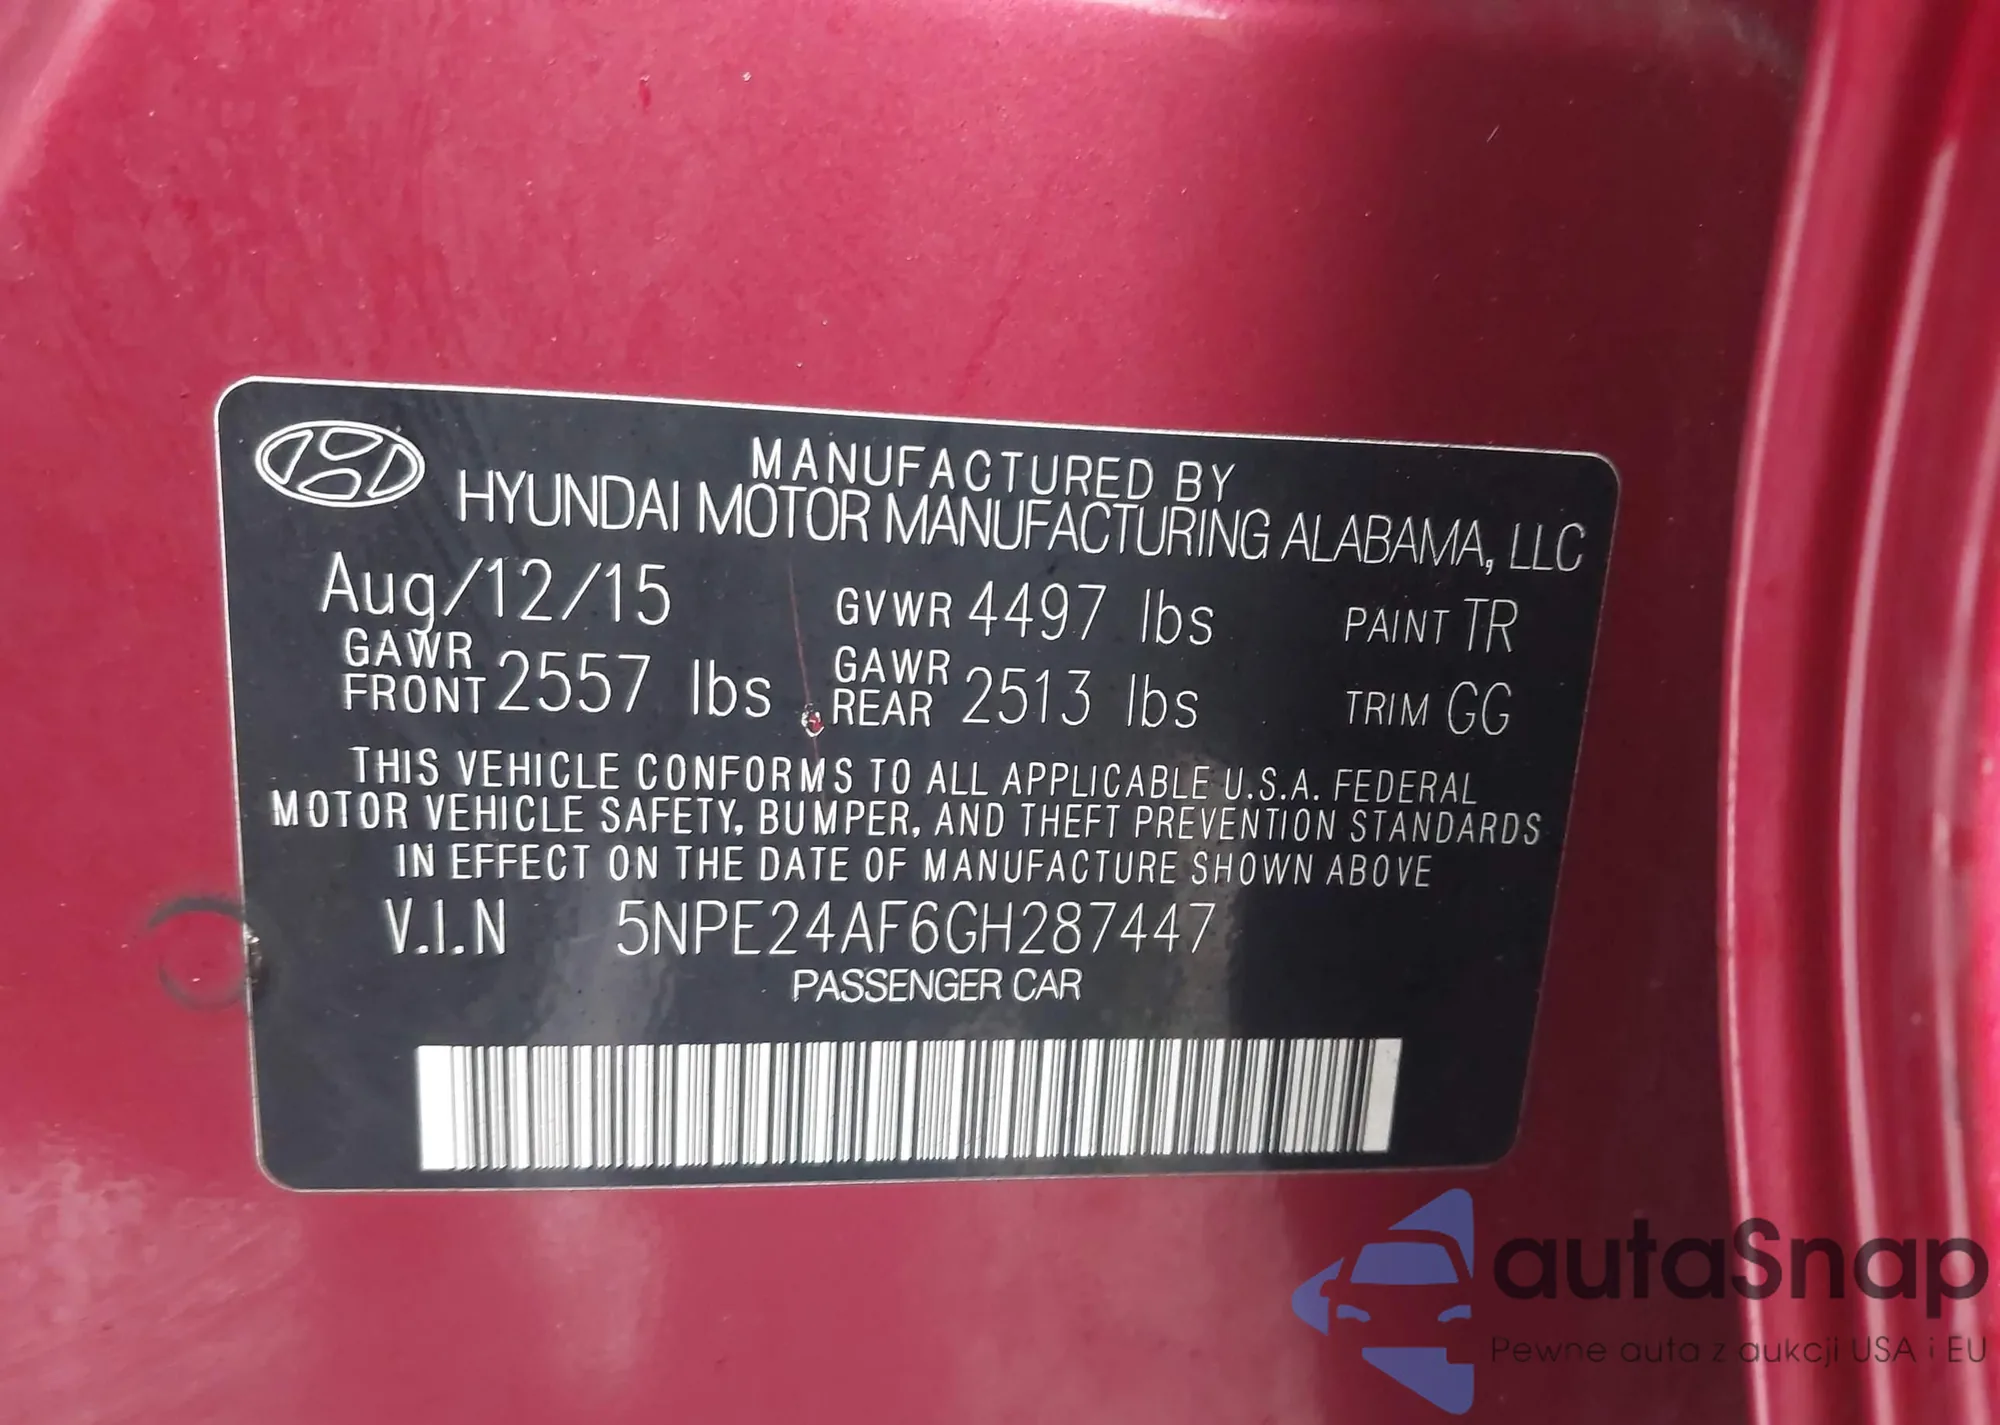 MANUFACTURED BY
HYUNDAI MOTOR MANUFACTURING ALABAMA, LLC
Aug/12/15 GVWR 4497 lbs PAINT TR
GAWR FRONT 2557 lbs GAWR REAR 2513 lbs TRIM GG
THIS VEHICLE CONFORMS TO ALL APPLICABLE U.S.A. FEDERAL
MOTOR VEHICLE SAFETY, BUMPER, AND THEFT PREVENTION STANDARDS
IN EFFECT ON THE DATE OF MANUFACTURE SHOWN ABOVE
V.I.N 5NPE24AF6GH287447
PASSENGER CAR
autaSnap
Pewne auta z aukcji USA i EU